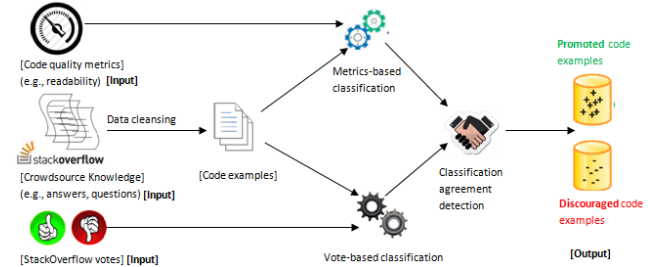 [Code quality metrics]
(e.g., readability) [Input]
Metrics-based
classification
Promoted code
examples
Data cleansing
stackoverflow
[Crowdsource Knowledge]
(e.g., answers, questions) [Input]
[Code examples]
Classification
agreement
detection
Discouraged code
examples
[StackOverflow votes] [Input]
Vote-based classification
[Output]